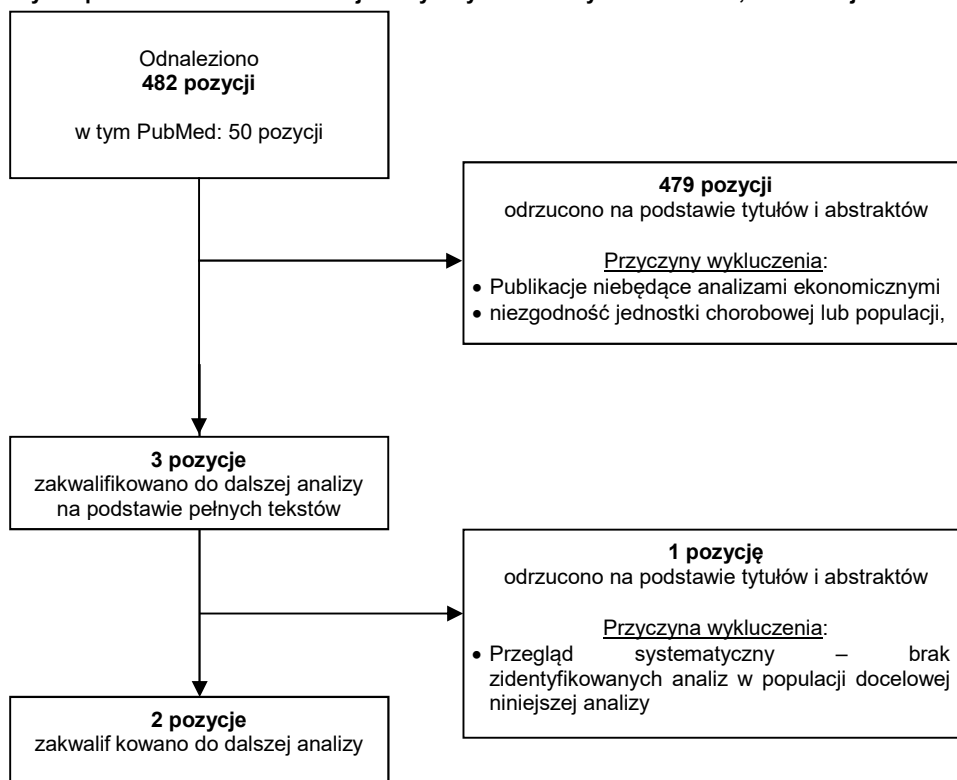 Odnaleziono
482 pozycji
w tym PubMed: 50 pozycji
479 pozycji
odrzucono na podstawie tytułów i abstraktów
Przyczyny wykluczenia:
• Publikacje niebędące analizami ekonomicznymi
• niezgodność jednostki chorobowej lub populacji,
3 pozycje
zakwalifikowano do dalszej analizy
na podstawie pełnych tekstów
1 pozycję
odrzucono na podstawie tytułów i abstraktów
Przyczyna wykluczenia:
• Przegląd systematyczny – brak
zidentyfikowanych analiz w populacji docelowej
niniejszej analizy
2 pozycje
zakwalif kowano do dalszej analizy